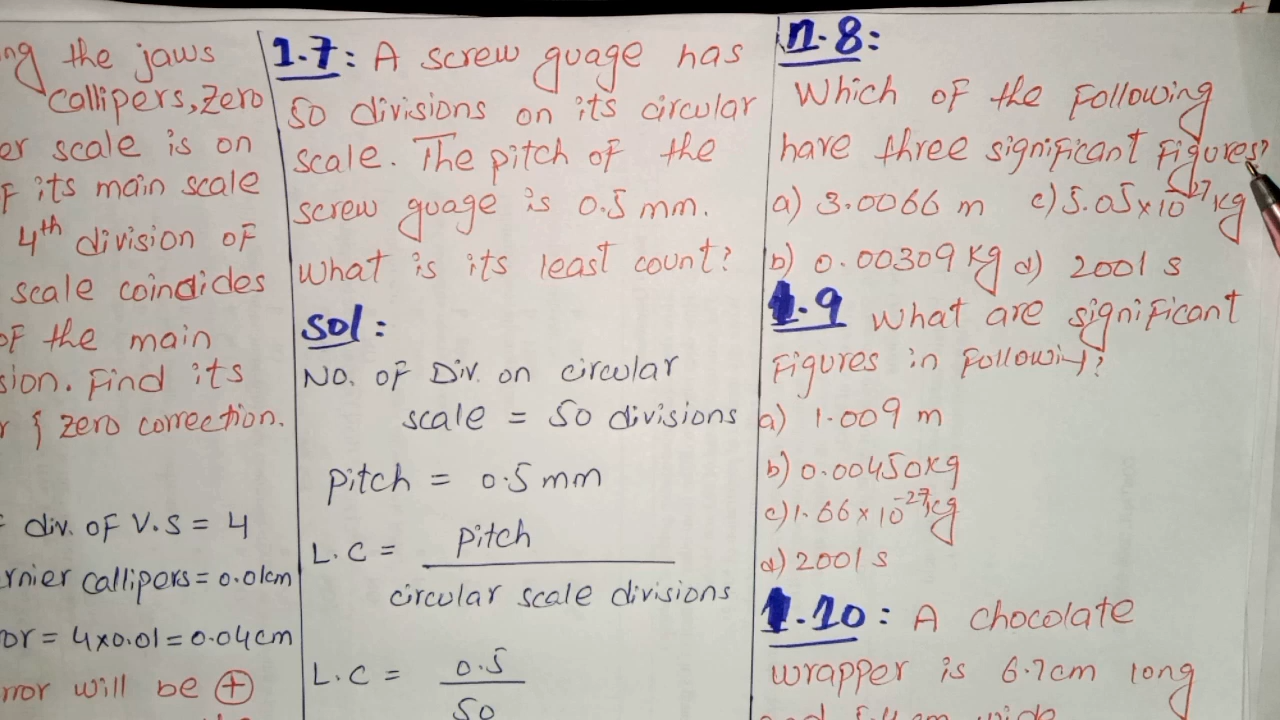 ng the jaws
callipers, zero
er scale is on
F its main scale
4th division of
scale coincides
of the main
sion. Find its
r & zero correction.
div. of V.S = 4
rnier callipers = 0.01cm
or = 4x0.01 = 0.04cm
rror will be +
1.7: A screw guage has
50 divisions on its circular
scale. The pitch of the
screw guage is 0.5 mm.
What is its least count?
Sol:
No. of Div. on circular
scale = 50 divisions
Pitch = 0.5 mm
L.C = Pitch
circular scale divisions
L.C = 0.5
50
n.8:
Which of the following
have three significant figures?
a) 3.0066 m c) 5.05x10-27 kg
b) 0.00309 kg d) 2001 s
1.9 What are significant
Figures in following?
a) 1.009 m
b) 0.00450kg
c) 1.66x10-27kg
d) 2001 s
1.10: A chocolate
wrapper is 6.7cm long